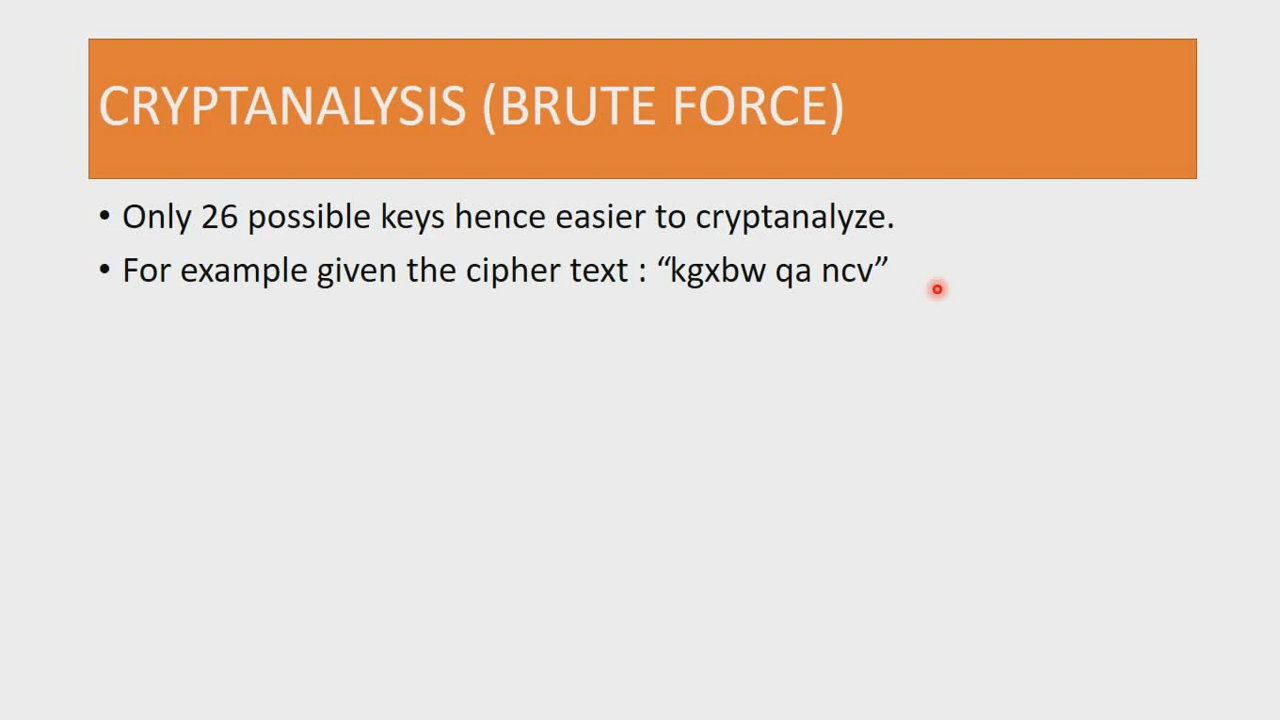 CRYPTANALYSIS (BRUTE FORCE)
• Only 26 possible keys hence easier to cryptanalyze.
• For example given the cipher text : “kgxbw qa ncv”